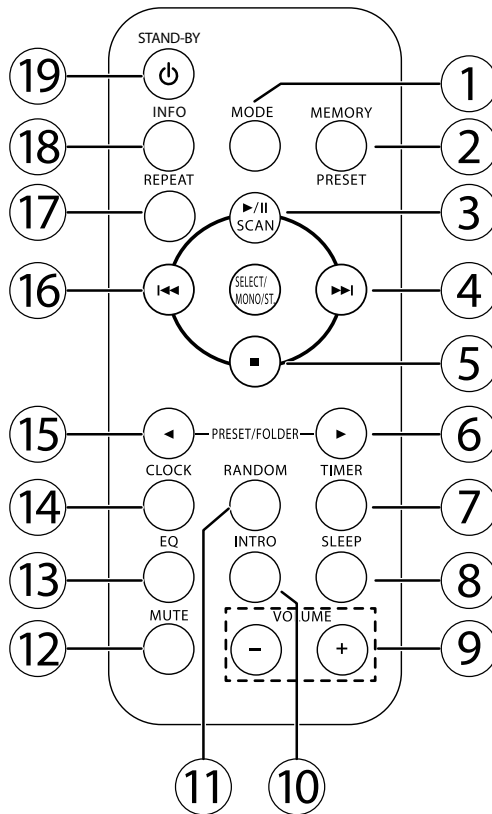 STAND-BY
19
1
INFO MODE MEMORY
18
2
REPEAT PRESET
17
▶/II
SCAN
3
16
SELECT/
MONO/ST.
4
5
15
PRESET/FOLDER
6
CLOCK RANDOM TIMER
14
7
EQ INTRO SLEEP
13
8
MUTE VOLUME
12
− +
9
11
10